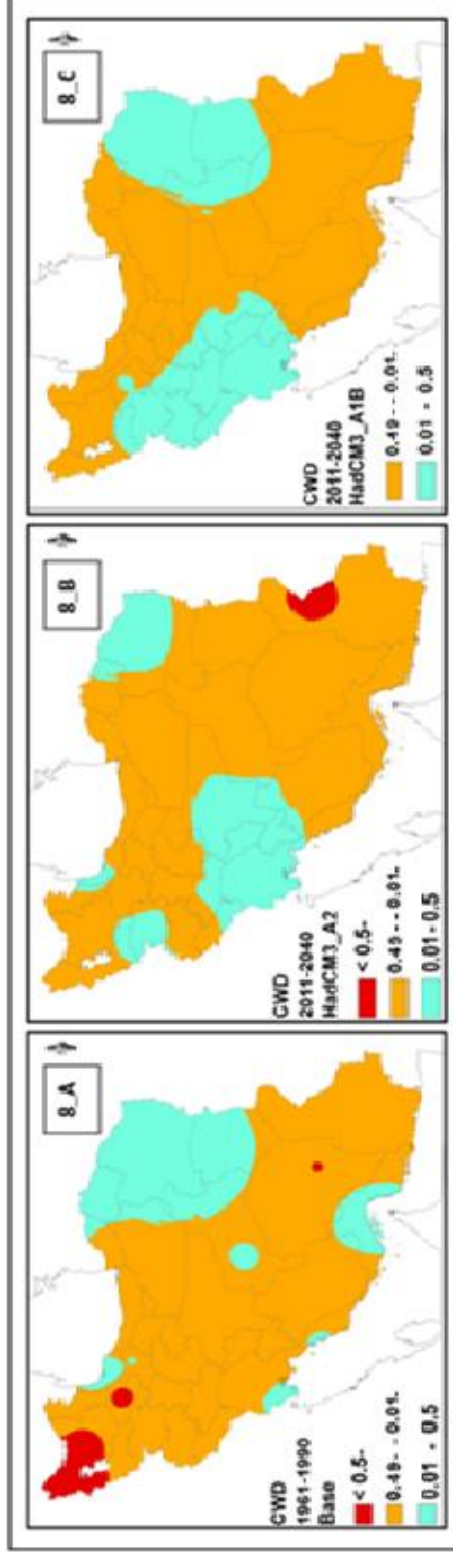 8_A
CWD
1961-1990
Base
< 0.5-
0.49- - 0.01-
0.01 - 0.5
8_B
CWD
2011-2040
HadCM3_A2
< 0.5-
0.49 - - 0.01-
0.01 - 0.5
8_C
CWD
2011-2040
HadCM3_A1B
0.49 - - 0.01-
0.01 - 0.5